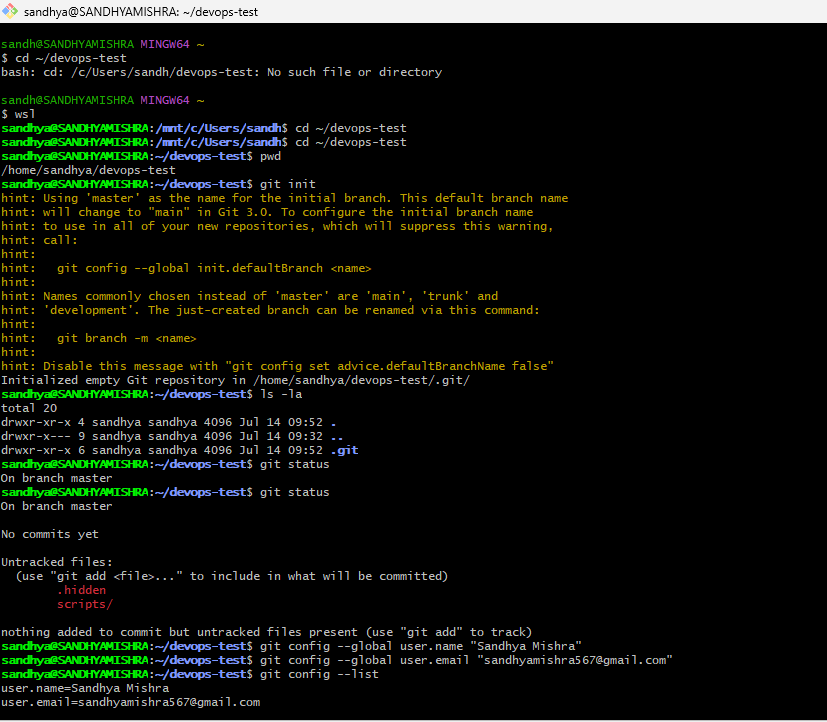 sandhya@SANDHYAMISHRA: ~/devops-test
sandh@SANDHYAMISHRA MINGW64 ~
$ cd ~/devops-test
bash: cd: /c/Users/sandh/devops-test: No such file or directory
sandh@SANDHYAMISHRA MINGW64 ~
$ wsl
sandhya@SANDHYAMISHRA:/mnt/c/Users/sandh$ cd ~/devops-test
sandhya@SANDHYAMISHRA:/mnt/c/Users/sandh$ cd ~/devops-test
sandhya@SANDHYAMISHRA:~/devops-test$ pwd
/home/sandhya/devops-test
sandhya@SANDHYAMISHRA:~/devops-test$ git init
hint: Using 'master' as the name for the initial branch. This default branch name
hint: will change to "main" in Git 3.0. To configure the initial branch name
hint: to use in all of your new repositories, which will suppress this warning,
hint: call:
hint:
hint:   git config --global init.defaultBranch <name>
hint:
hint: Names commonly chosen instead of 'master' are 'main', 'trunk' and
hint: 'development'. The just-created branch can be renamed via this command:
hint:
hint:   git branch -m <name>
hint:
hint: Disable this message with "git config set advice.defaultBranchName false"
Initialized empty Git repository in /home/sandhya/devops-test/.git/
sandhya@SANDHYAMISHRA:~/devops-test$ ls -la
total 20
drwxr-xr-x 4 sandhya sandhya 4096 Jul 14 09:52 .
drwxr-x--- 9 sandhya sandhya 4096 Jul 14 09:32 ..
drwxr-xr-x 6 sandhya sandhya 4096 Jul 14 09:52 .git
sandhya@SANDHYAMISHRA:~/devops-test$ git status
On branch master
sandhya@SANDHYAMISHRA:~/devops-test$ git status
On branch master
No commits yet
Untracked files:
  (use "git add <file>..." to include in what will be committed)
        .hidden
        scripts/
nothing added to commit but untracked files present (use "git add" to track)
sandhya@SANDHYAMISHRA:~/devops-test$ git config --global user.name "Sandhya Mishra"
sandhya@SANDHYAMISHRA:~/devops-test$ git config --global user.email "sandhyamishra567@gmail.com"
sandhya@SANDHYAMISHRA:~/devops-test$ git config --list
user.name=Sandhya Mishra
user.email=sandhyamishra567@gmail.com